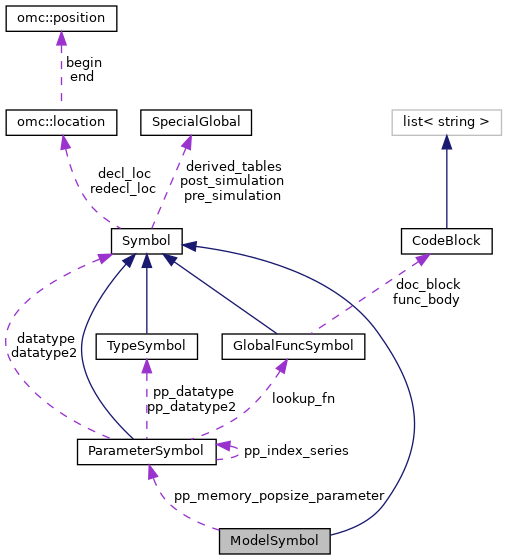 omc::position
begin
end
omc::location
SpecialGlobal
list< string >
decl_loc
redecl_loc
derived_tables
post_simulation
pre_simulation
Symbol
CodeBlock
doc_block
func_body
datatype
datatype2
TypeSymbol
GlobalFuncSymbol
pp_datatype
pp_datatype2
lookup_fn
ParameterSymbol
pp_index_series
pp_memory_popsize_parameter
ModelSymbol